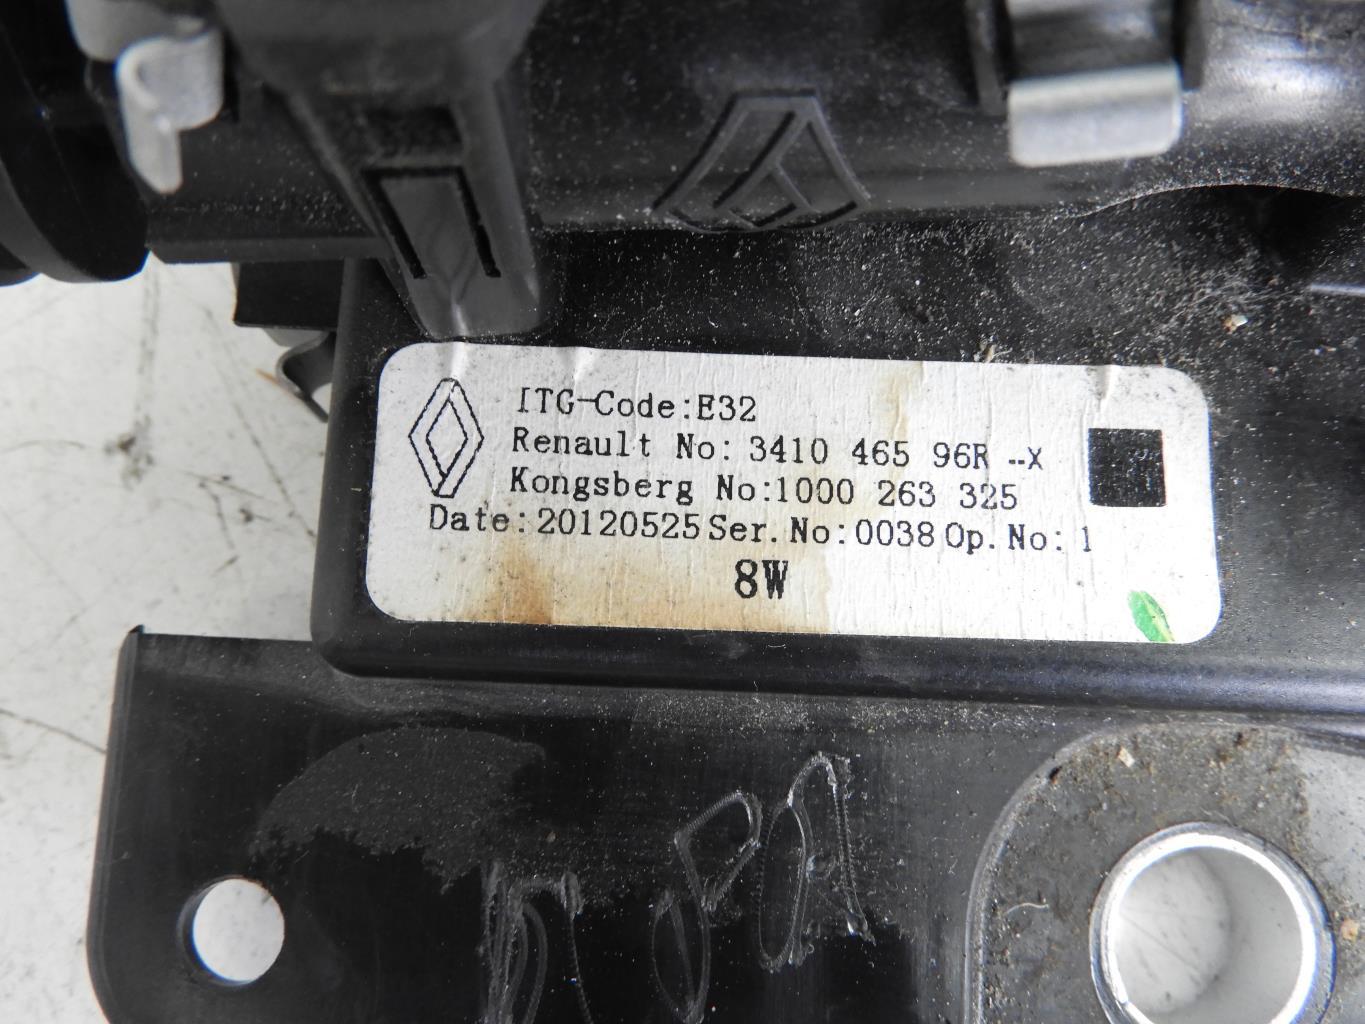 ITG-Code:E32
Renault No: 3410 465 96R --X
Kongsberg No:1000 263 325
Date:20120525 Ser.No:0038 Op.No:1
8W